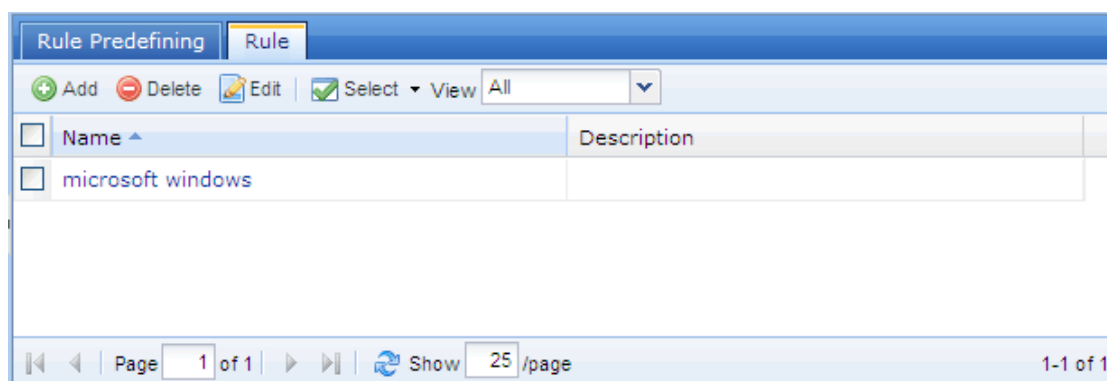 Rule Predefining Rule
Add Delete Edit Select View All
Name Description
microsoft windows
Page 1 of 1 Show 25 /page 1-1 of 1